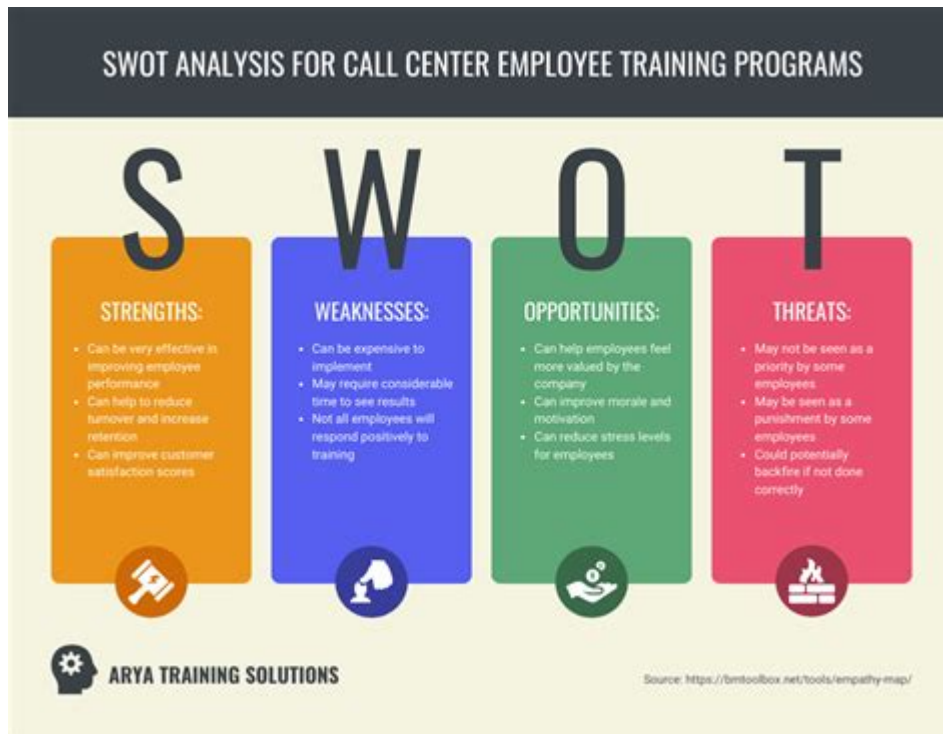 SWOT ANALYSIS FOR CALL CENTER EMPLOYEE TRAINING PROGRAMS
S W O T
STRENGTHS:
• Can be very effective in
improving employee
performance
• Can help to reduce
turnover and increase
retention
• Can improve customer
satisfaction scores
WEAKNESSES:
• Can be expensive to
implement
• May require considerable
time to see results
• Not all employees will
respond positively to
training
OPPORTUNITIES:
• Can help employees feel
more valued by the
company
• Can improve morale and
motivation
• Can reduce stress levels
for employees
THREATS:
• May not be seen as a
priority by some
employees
• May be seen as a
punishment by some
employees
• Could potentially
backfire if not done
correctly
ARYA TRAINING SOLUTIONS
Source: https://bmtoolbox.net/tools/empathy-map/